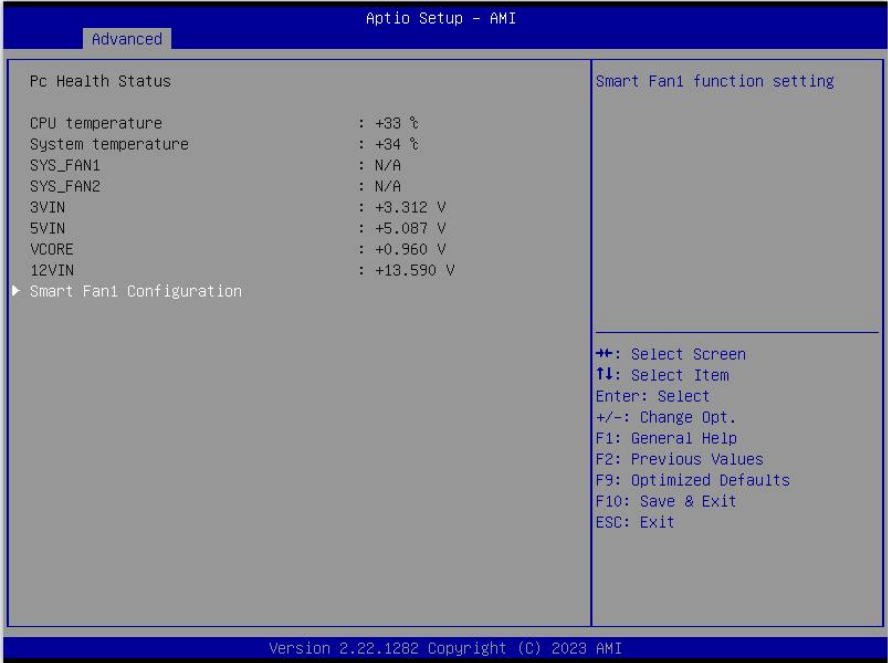 Aptio Setup - AMI
Advanced
Pc Health Status
CPU temperature : +33 ℃
System temperature : +34 ℃
SYS_FAN1 : N/A
SYS_FAN2 : N/A
3VIN : +3.312 V
5VIN : +5.087 V
VCORE : +0.960 V
12VIN : +13.590 V
▶ Smart Fan1 Configuration
Smart Fan1 function setting
→←: Select Screen
↑↓: Select Item
Enter: Select
+/-: Change Opt.
F1: General Help
F2: Previous Values
F9: Optimized Defaults
F10: Save & Exit
ESC: Exit
Version 2.22.1282 Copyright (C) 2023 AMI